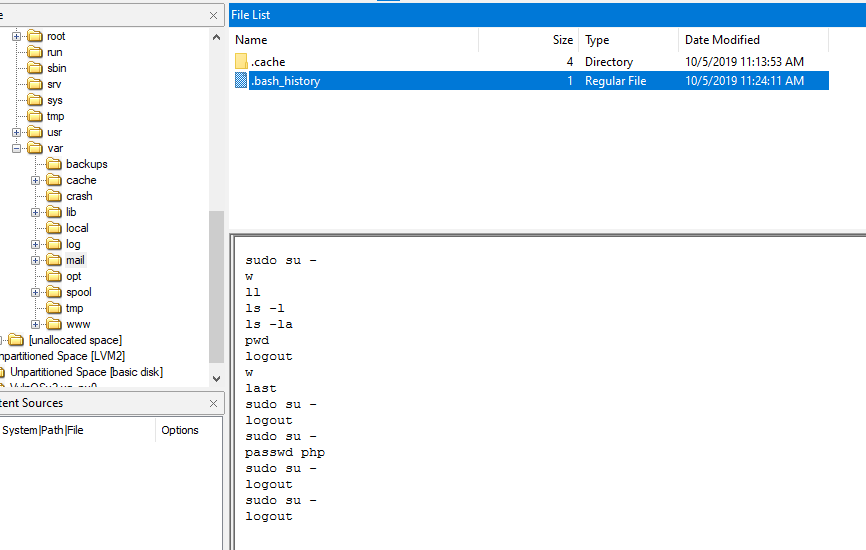 File List
Name Size Type Date Modified
.cache 4 Directory 10/5/2019 11:13:53 AM
.bash_history 1 Regular File 10/5/2019 11:24:11 AM
root
run
sbin
srv
sys
tmp
usr
var
backups
cache
crash
lib
local
log
mail
opt
spool
tmp
www
[unallocated space]
npartitioned Space [LVM2]
Unpartitioned Space [basic disk]
tent Sources
System|Path|File Options
sudo su -
w
ll
ls -l
ls -la
pwd
logout
w
last
sudo su -
logout
sudo su -
passwd php
sudo su -
logout
sudo su -
logout